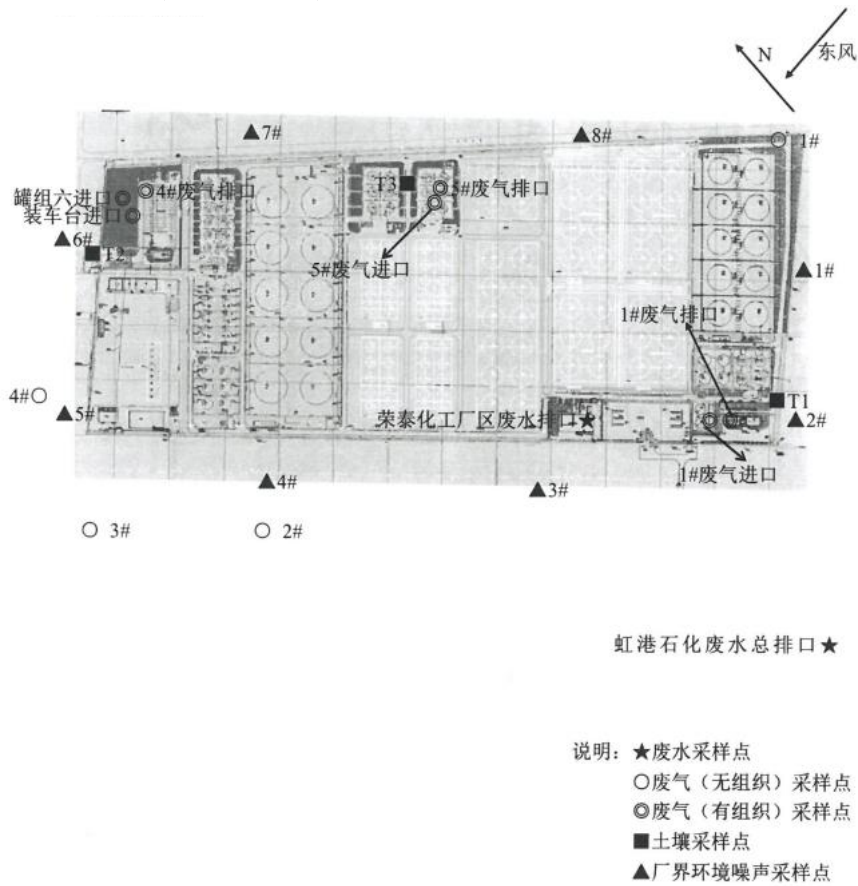 N
东风
▲7#
▲8#
○1#
罐组六进口◎
◎4#废气排口
T3■
◎5#废气排口
装车台进口◎
▲6#
■T2
5#废气进口
▲1#
1#废气排口
4#○
▲5#
荣泰化工厂区废水排口★
■T1
▲2#
1#废气进口
▲4#
▲3#
○ 3#
○ 2#
虹港石化废水总排口★
说明：★废水采样点
○废气（无组织）采样点
◎废气（有组织）采样点
■土壤采样点
▲厂界环境噪声采样点